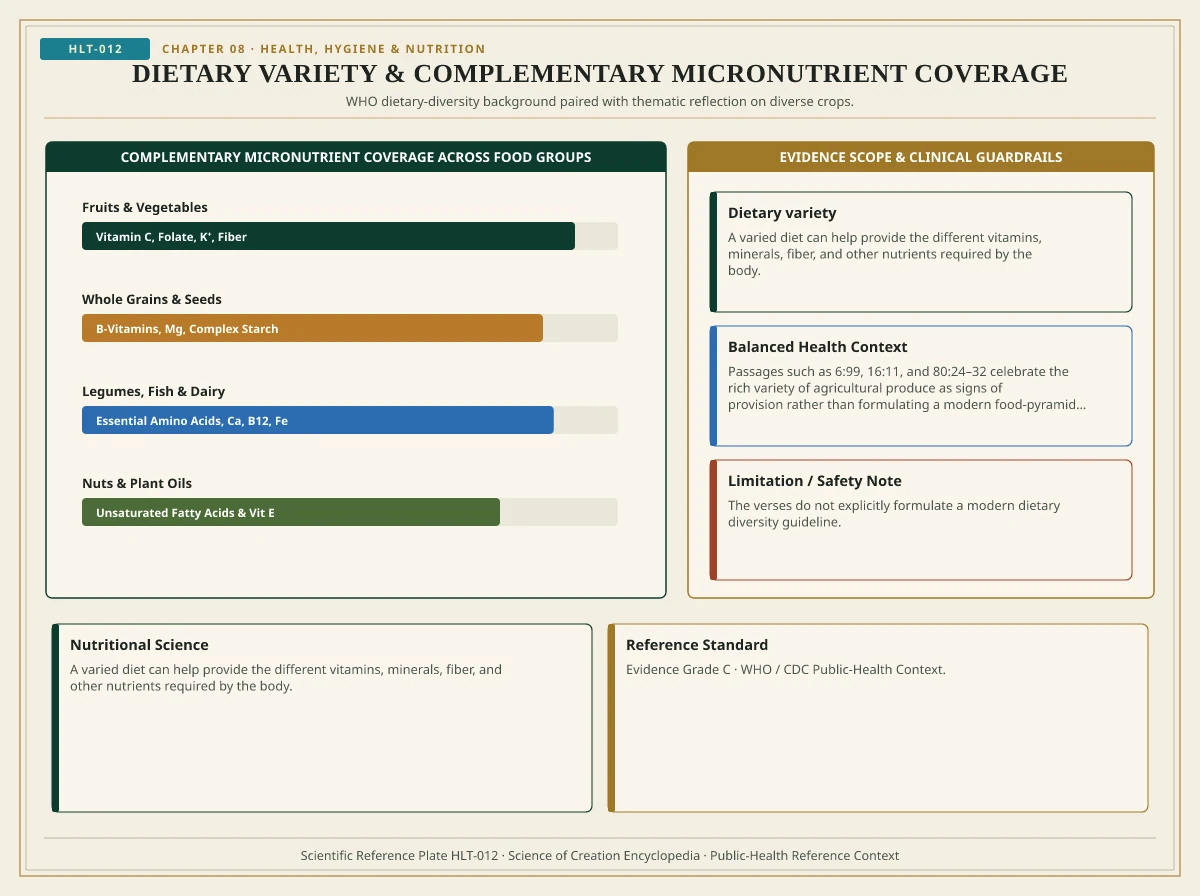 HLT-012
CHAPTER 08 · HEALTH, HYGIENE & NUTRITION
DIETARY VARIETY & COMPLEMENTARY MICRONUTRIENT COVERAGE
WHO dietary-diversity background paired with thematic reflection on diverse crops.
COMPLEMENTARY MICRONUTRIENT COVERAGE ACROSS FOOD GROUPS
Fruits & Vegetables
Vitamin C, Folate, K⁺, Fiber
Whole Grains & Seeds
B-Vitamins, Mg, Complex Starch
Legumes, Fish & Dairy
Essential Amino Acids, Ca, B12, Fe
Nuts & Plant Oils
Unsaturated Fatty Acids & Vit E
EVIDENCE SCOPE & CLINICAL GUARDRAILS
Dietary variety
A varied diet can help provide the different vitamins,
minerals, fiber, and other nutrients required by the
body.
Balanced Health Context
Passages such as 6:99, 16:11, and 80:24–32 celebrate the
rich variety of agricultural produce as signs of
provision rather than formulating a modern food-pyramid...
Limitation / Safety Note
The verses do not explicitly formulate a modern dietary
diversity guideline.
Nutritional Science
A varied diet can help provide the different vitamins, minerals, fiber, and
other nutrients required by the body.
Reference Standard
Evidence Grade C · WHO / CDC Public-Health Context.
Scientific Reference Plate HLT-012 · Science of Creation Encyclopedia · Public-Health Reference Context